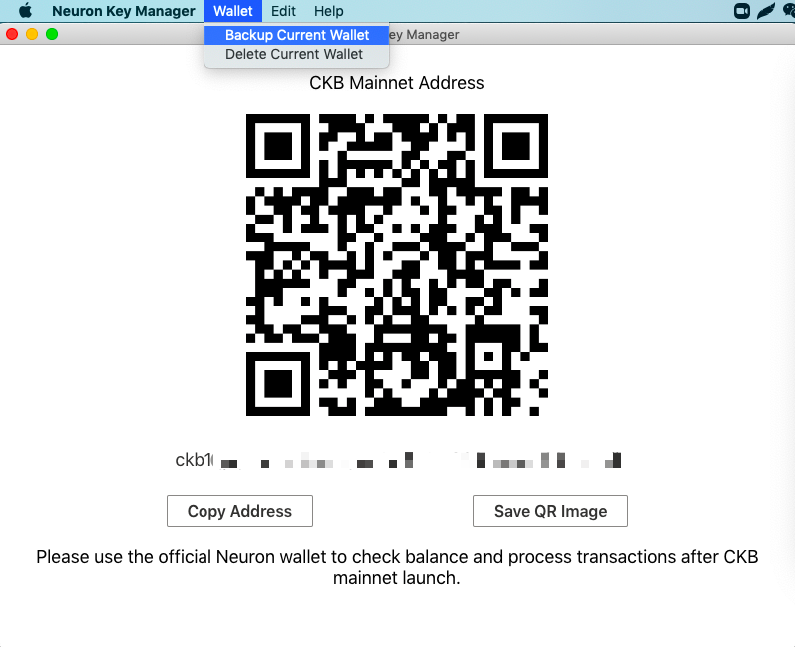 Neuron Key Manager Wallet Edit Help
Backup Current Wallet
ey Manager
Delete Current Wallet
CKB Mainnet Address
ckb1
Copy Address
Save QR Image
Please use the official Neuron wallet to check balance and process transactions after CKB
mainnet launch.